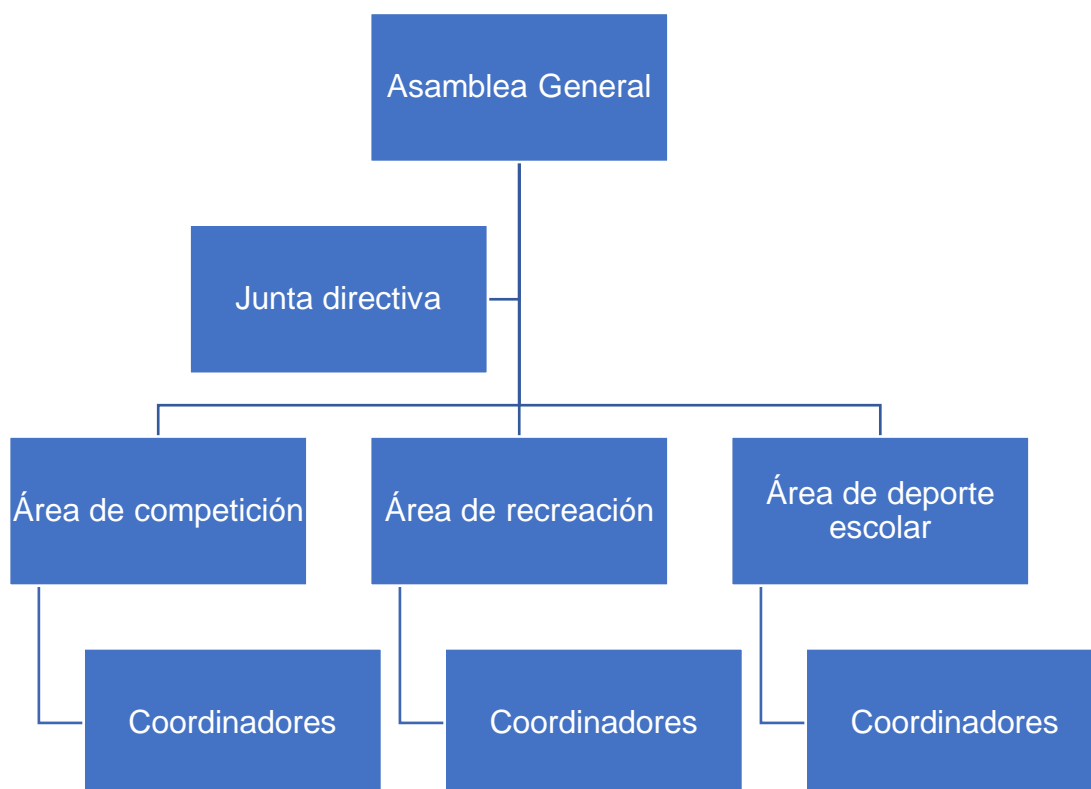 Asamblea General
Junta directiva
Área de competición
Área de recreación
Área de deporte
escolar
Coordinadores
Coordinadores
Coordinadores